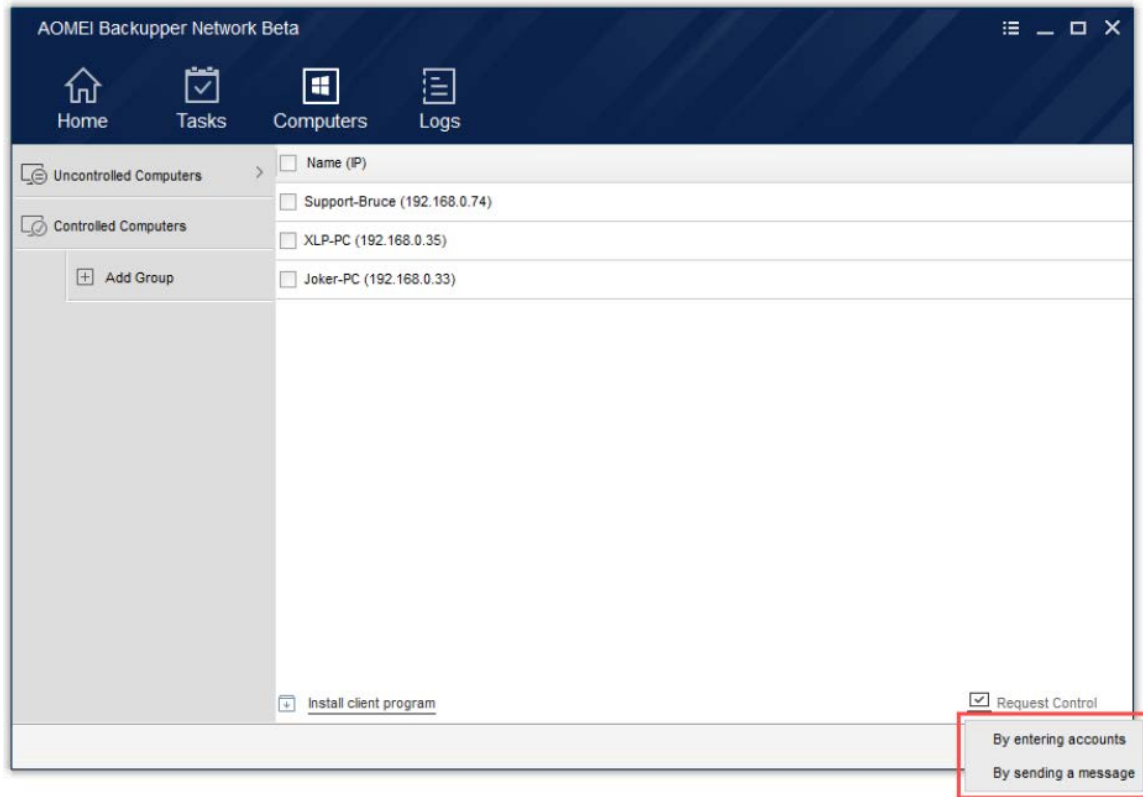 AOMEI Backupper Network Beta
Home Tasks Computers Logs
Uncontrolled Computers
Controlled Computers
Add Group
Name (IP)
Support-Bruce (192.168.0.74)
XLP-PC (192.168.0.35)
Joker-PC (192.168.0.33)
Install client program
Request Control
By entering accounts
By sending a message